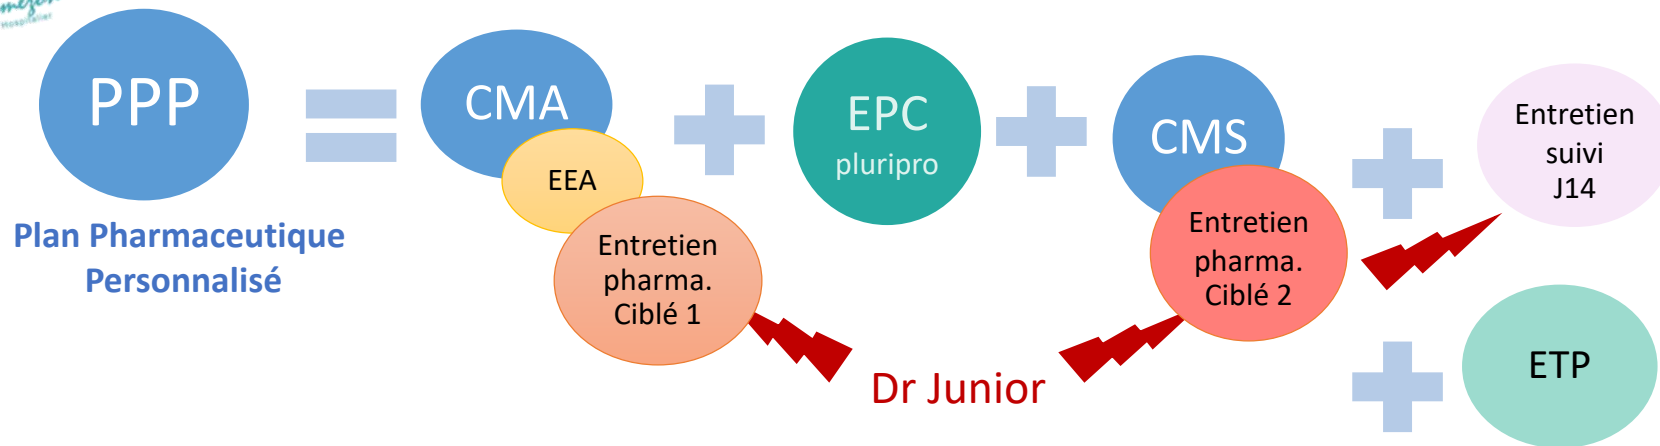 Hospitalier
PPP
Plan Pharmaceutique
Personnalisé
CMA
EEA
Entretien
pharma.
Ciblé 1
EPC
pluripro
CMS
Entretien
pharma.
Ciblé 2
Dr Junior
Entretien
suivi
J14
ETP